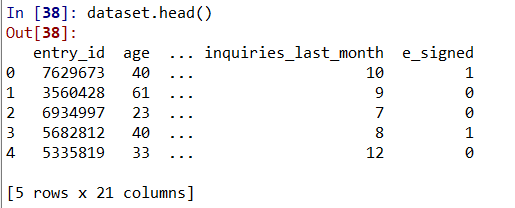 In [38]: dataset.head()
Out[38]:
entry_id age ... inquiries_last_month e_signed
0 7629673 40 ... 10 1
1 3560428 61 ... 9 0
2 6934997 23 ... 7 0
3 5682812 40 ... 8 1
4 5335819 33 ... 12 0
[5 rows x 21 columns]